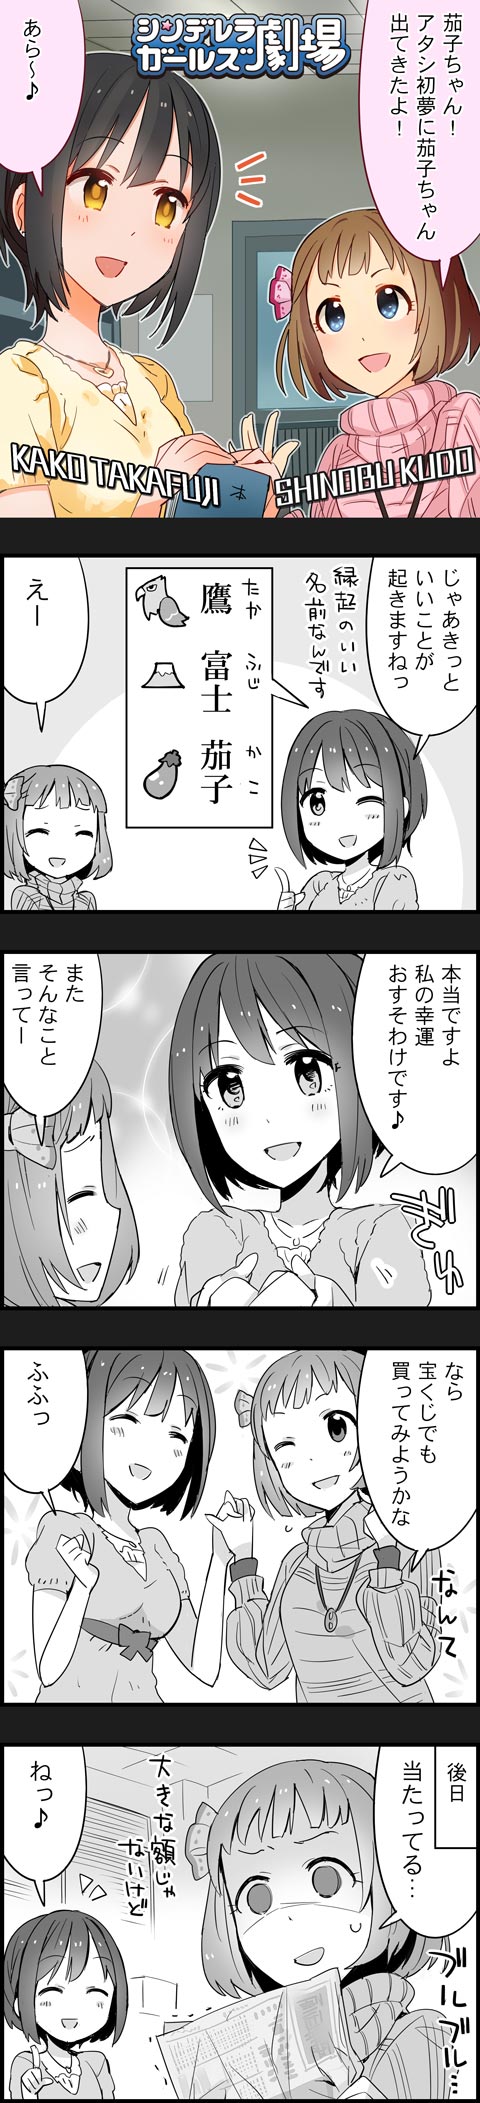 シンデレラ
ガールズ劇場
茄子ちゃん!
アタシ初夢に茄子ちゃん
出てきたよ!
あら～♪
KAKO TAKAFUJI
SHINOBU KUDO
じゃあきっと
いいことが
起きますねっ
縁起のいい
名前なんです
鷹 富士 茄子
たか ふじ かこ
えー
本当ですよ
私の幸運
おすそわけです♪
ぎゅ
また
そんなこと
言ってー
なら
宝くじでも
買ってみようかな
なんて
ふふっ
後日
当たってる…
ブルブル…
大きな額じゃ
ないけど
ねっ♪